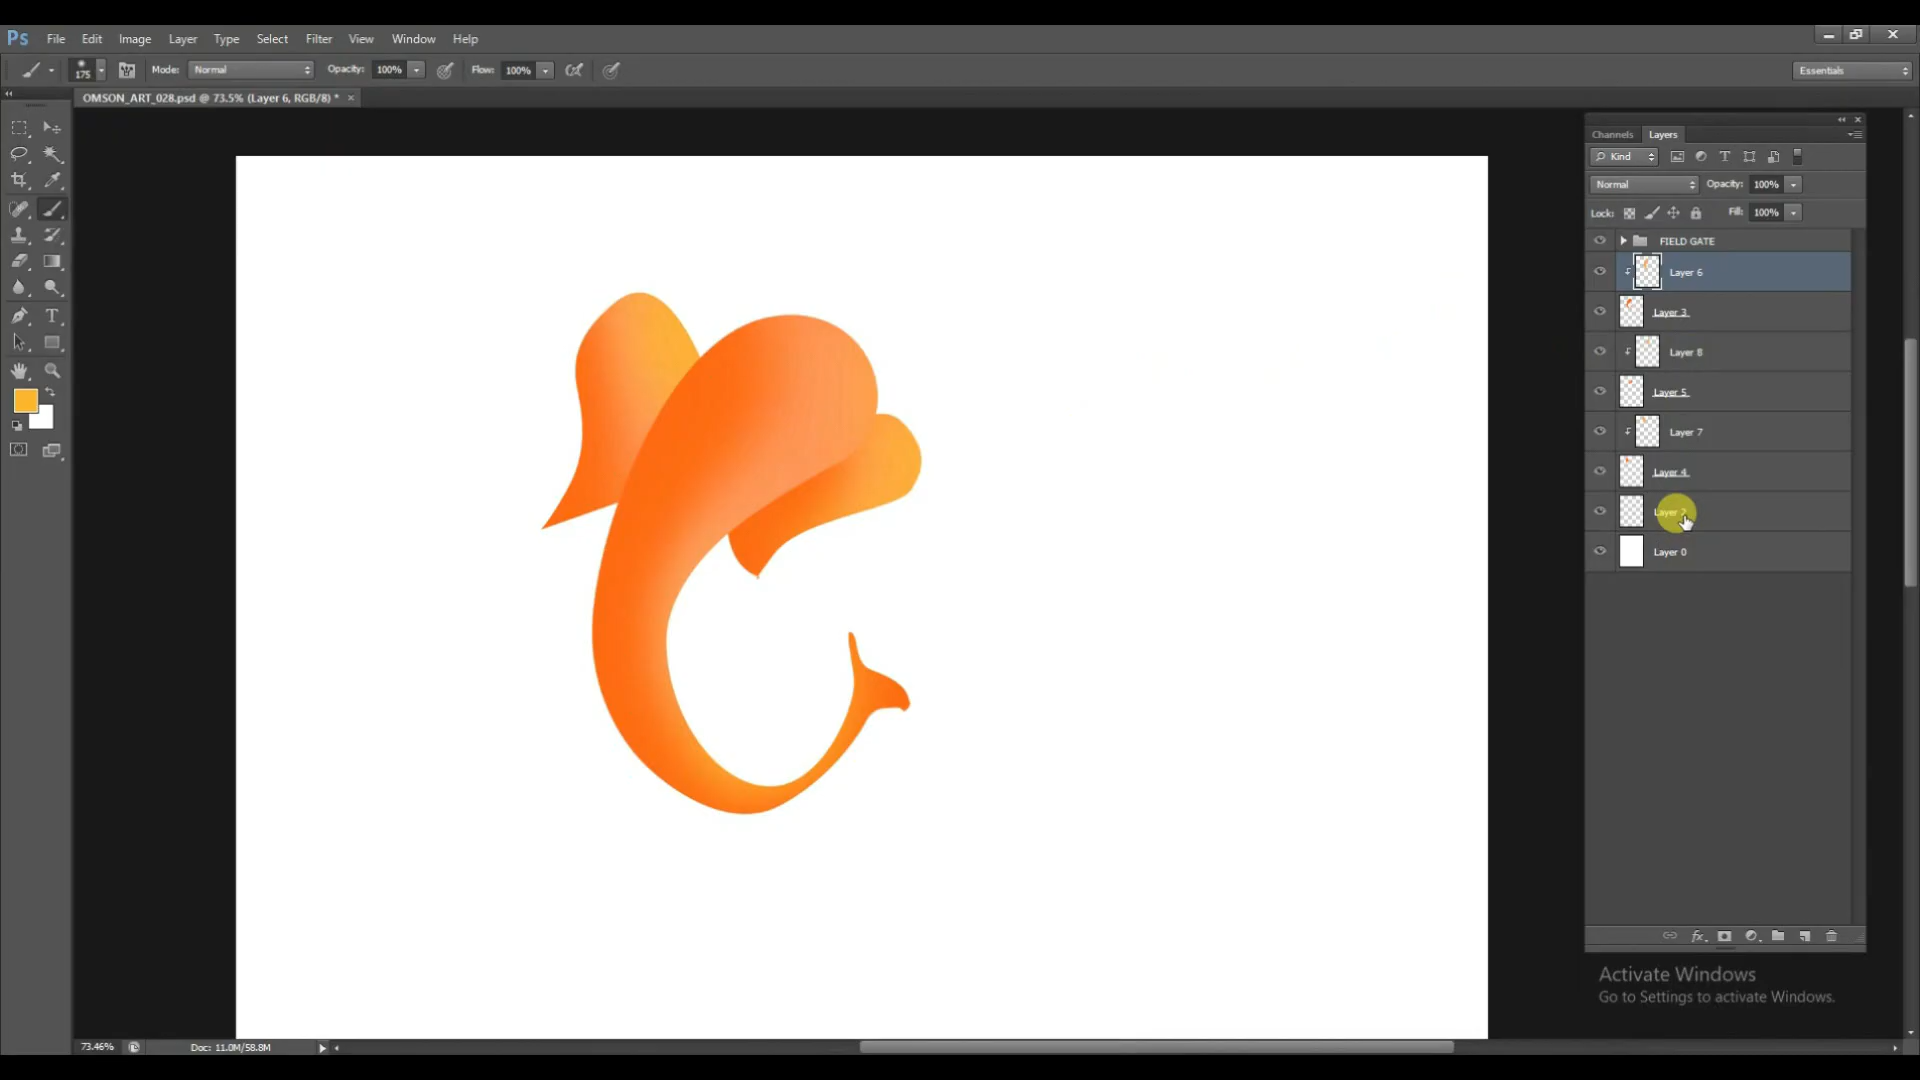 Ps File Edit Image Layer Type Select Filter View Window Help
175 Mode: Normal Opacity: 100% Flow: 100% Essentials
OMSON_ART_028.psd @ 73.5% (Layer 6, RGB/8) * ×
Channels Layers
Kind
Normal Opacity: 100%
Lock: Fill: 100%
FIELD GATE
Layer 6
Layer 3
Layer 8
Layer 5
Layer 7
Layer 4
Layer 2
Layer 0
Activate Windows
Go to Settings to activate Windows.
73.46% Doc: 11.0M/58.8M